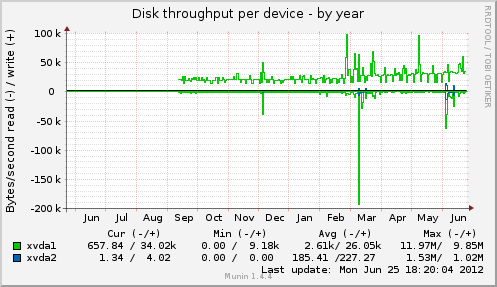 Disk throughput per device - by year
RRDTOOL / TOBI OETIKER
Bytes/second read (-) / write (+)
100 k
50 k
0
-50 k
-100 k
-150 k
-200 k
Jun Jul Aug Sep Oct Nov Dec Jan Feb Mar Apr May Jun
Cur (-/+) Min (-/+) Avg (-/+) Max (-/+)
xvda1 657.84 / 34.02k 0.00 / 9.18k 2.61k/ 26.05k 11.97M/ 9.85M
xvda2 1.34 / 4.02 0.00 / 0.00 185.41 /227.27 1.53M/ 1.02M
Last update: Mon Jun 25 18:20:04 2012
Munin 1.4.4